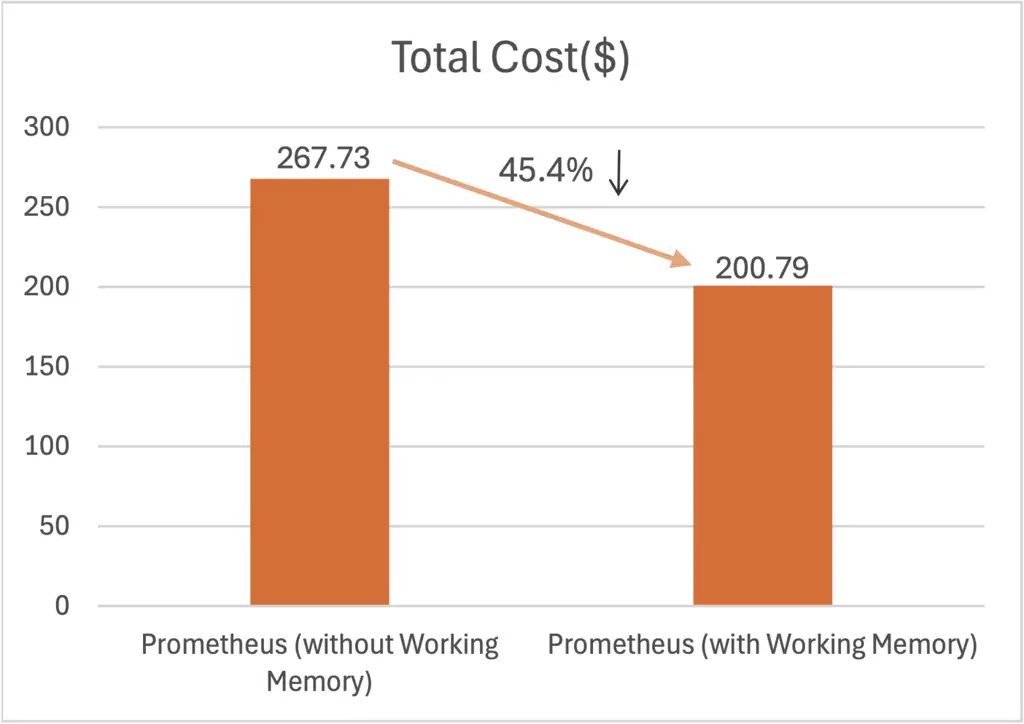 Total Cost($)
300
267.73
45.4% ↓
250
200.79
200
150
100
50
0
Prometheus (without Working
Memory)
Prometheus (with Working Memory)